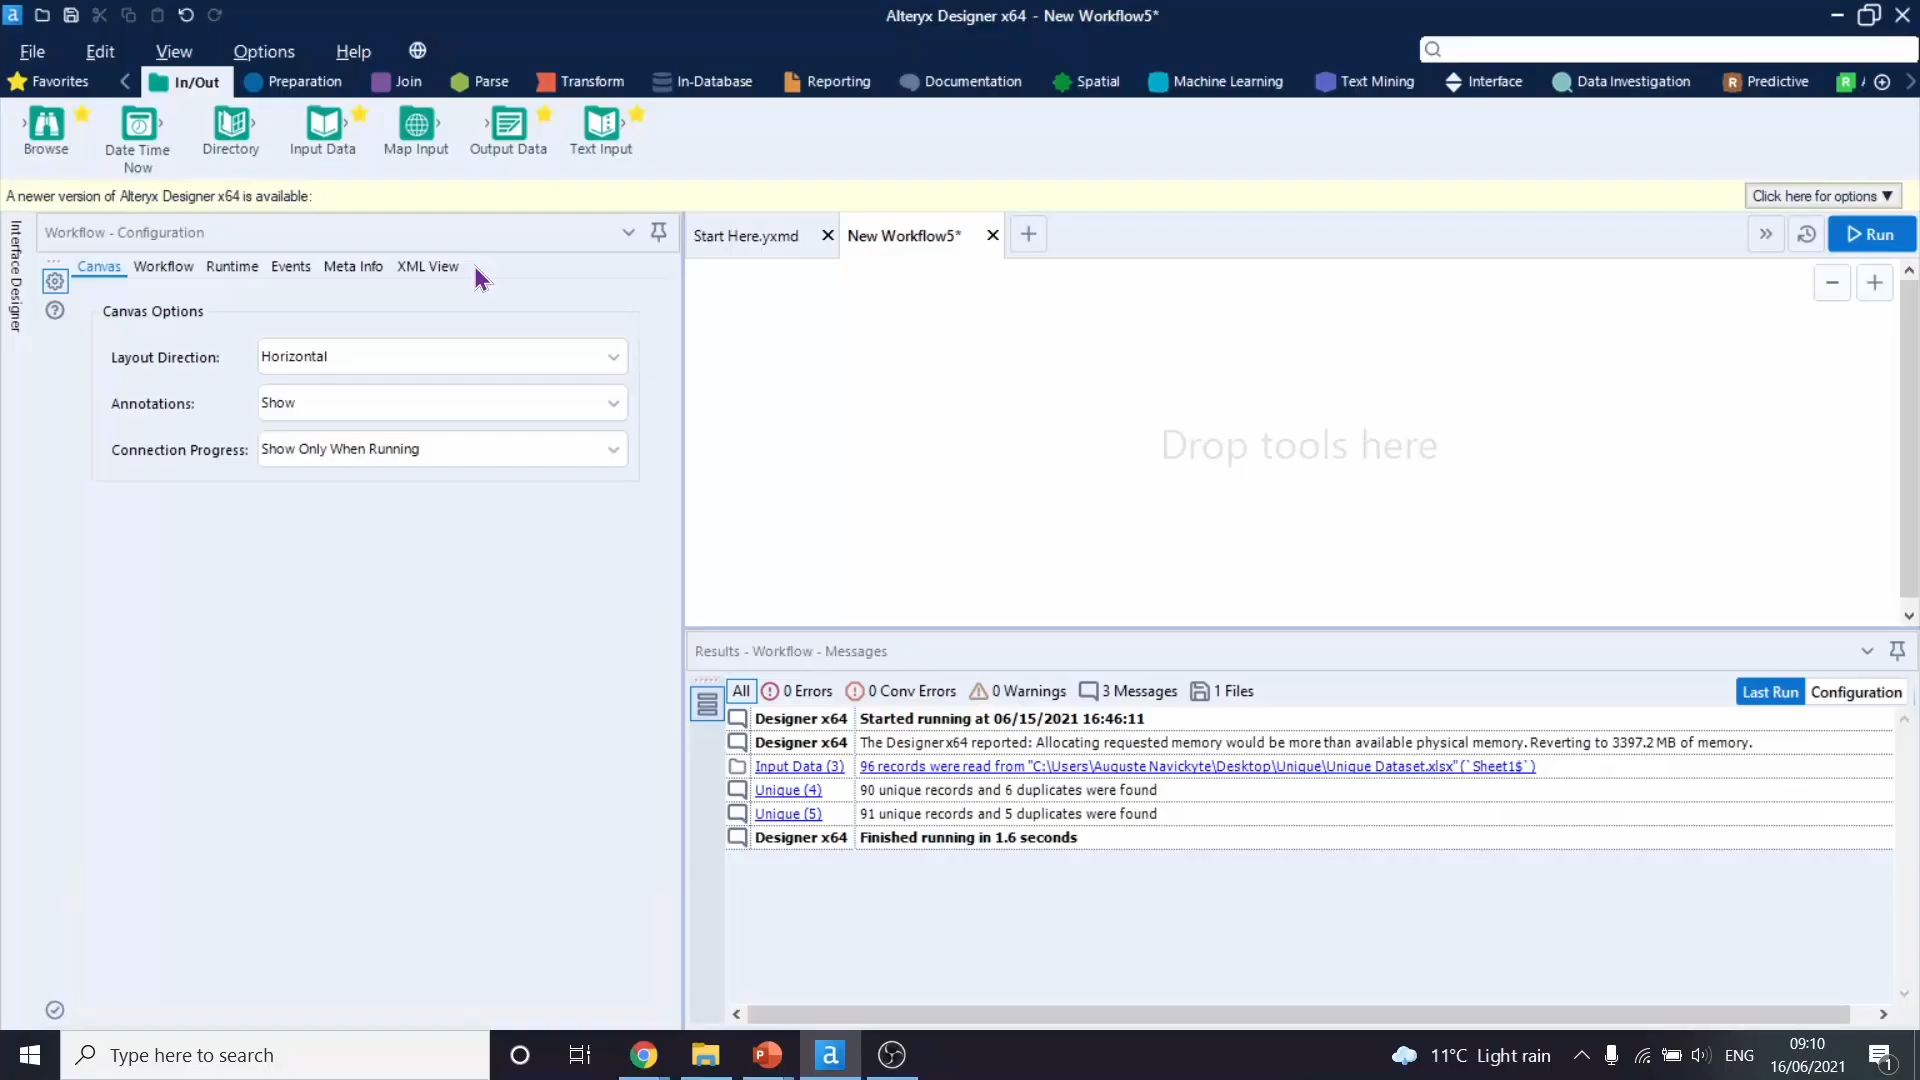 Alteryx Designer x64 - New Workflow5*
File Edit View Options Help
Favorites In/Out Preparation Join Parse Transform In-Database Reporting Documentation Spatial Machine Learning Text Mining Interface Data Investigation Predictive
Browse Date Time Now Directory Input Data Map Input Output Data Text Input
A newer version of Alteryx Designer x64 is available: Click here for options ▼
Interface Designer
Workflow - Configuration
Canvas Workflow Runtime Events Meta Info XML View
Canvas Options
Layout Direction: Horizontal
Annotations: Show
Connection Progress: Show Only When Running
Start Here.yxmd New Workflow5* Run
Drop tools here
Results - Workflow - Messages
All 0 Errors 0 Conv Errors 0 Warnings 3 Messages 1 Files Last Run Configuration
Designer x64 Started running at 06/15/2021 16:46:11
Designer x64 The Designer x64 reported: Allocating requested memory would be more than available physical memory. Reverting to 3397.2 MB of memory.
Input Data (3) 96 records were read from "C:\Users\Auguste Navickyte\Desktop\Unique\Unique Dataset.xlsx" (`Sheet1$`)
Unique (4) 90 unique records and 6 duplicates were found
Unique (5) 91 unique records and 5 duplicates were found
Designer x64 Finished running in 1.6 seconds
Type here to search
11°C Light rain ENG 09:10
16/06/2021 1